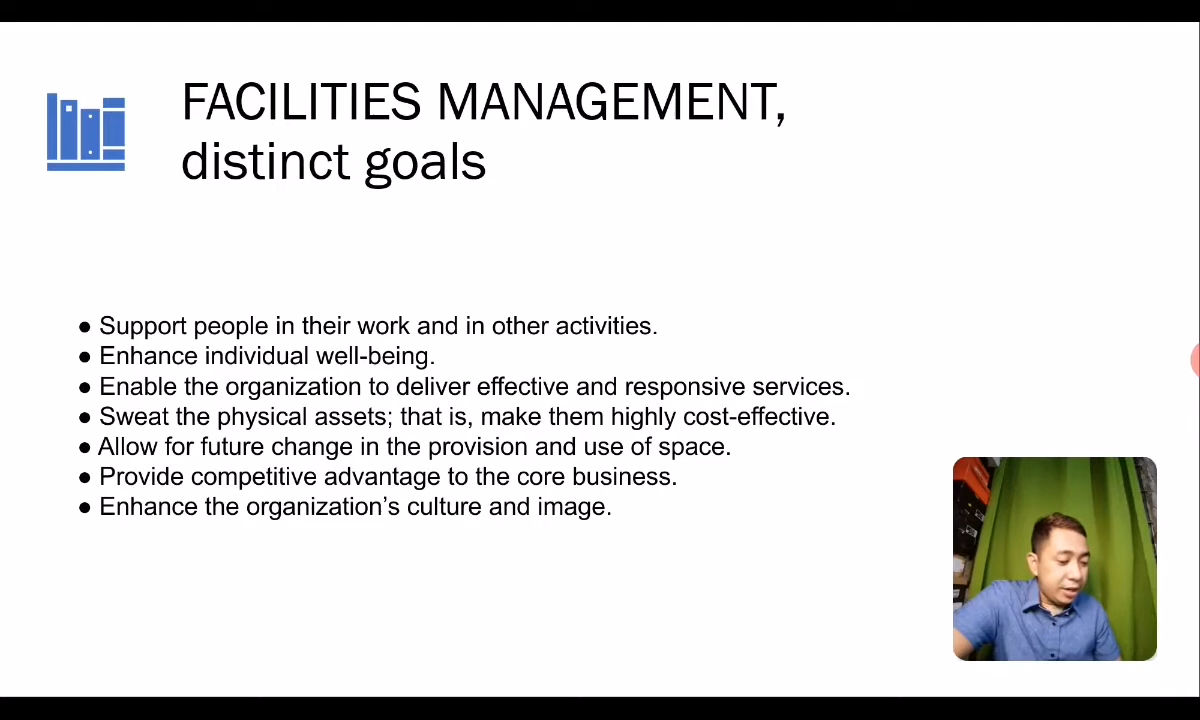 FACILITIES MANAGEMENT,
distinct goals
● Support people in their work and in other activities.
● Enhance individual well-being.
● Enable the organization to deliver effective and responsive services.
● Sweat the physical assets; that is, make them highly cost-effective.
● Allow for future change in the provision and use of space.
● Provide competitive advantage to the core business.
● Enhance the organization’s culture and image.